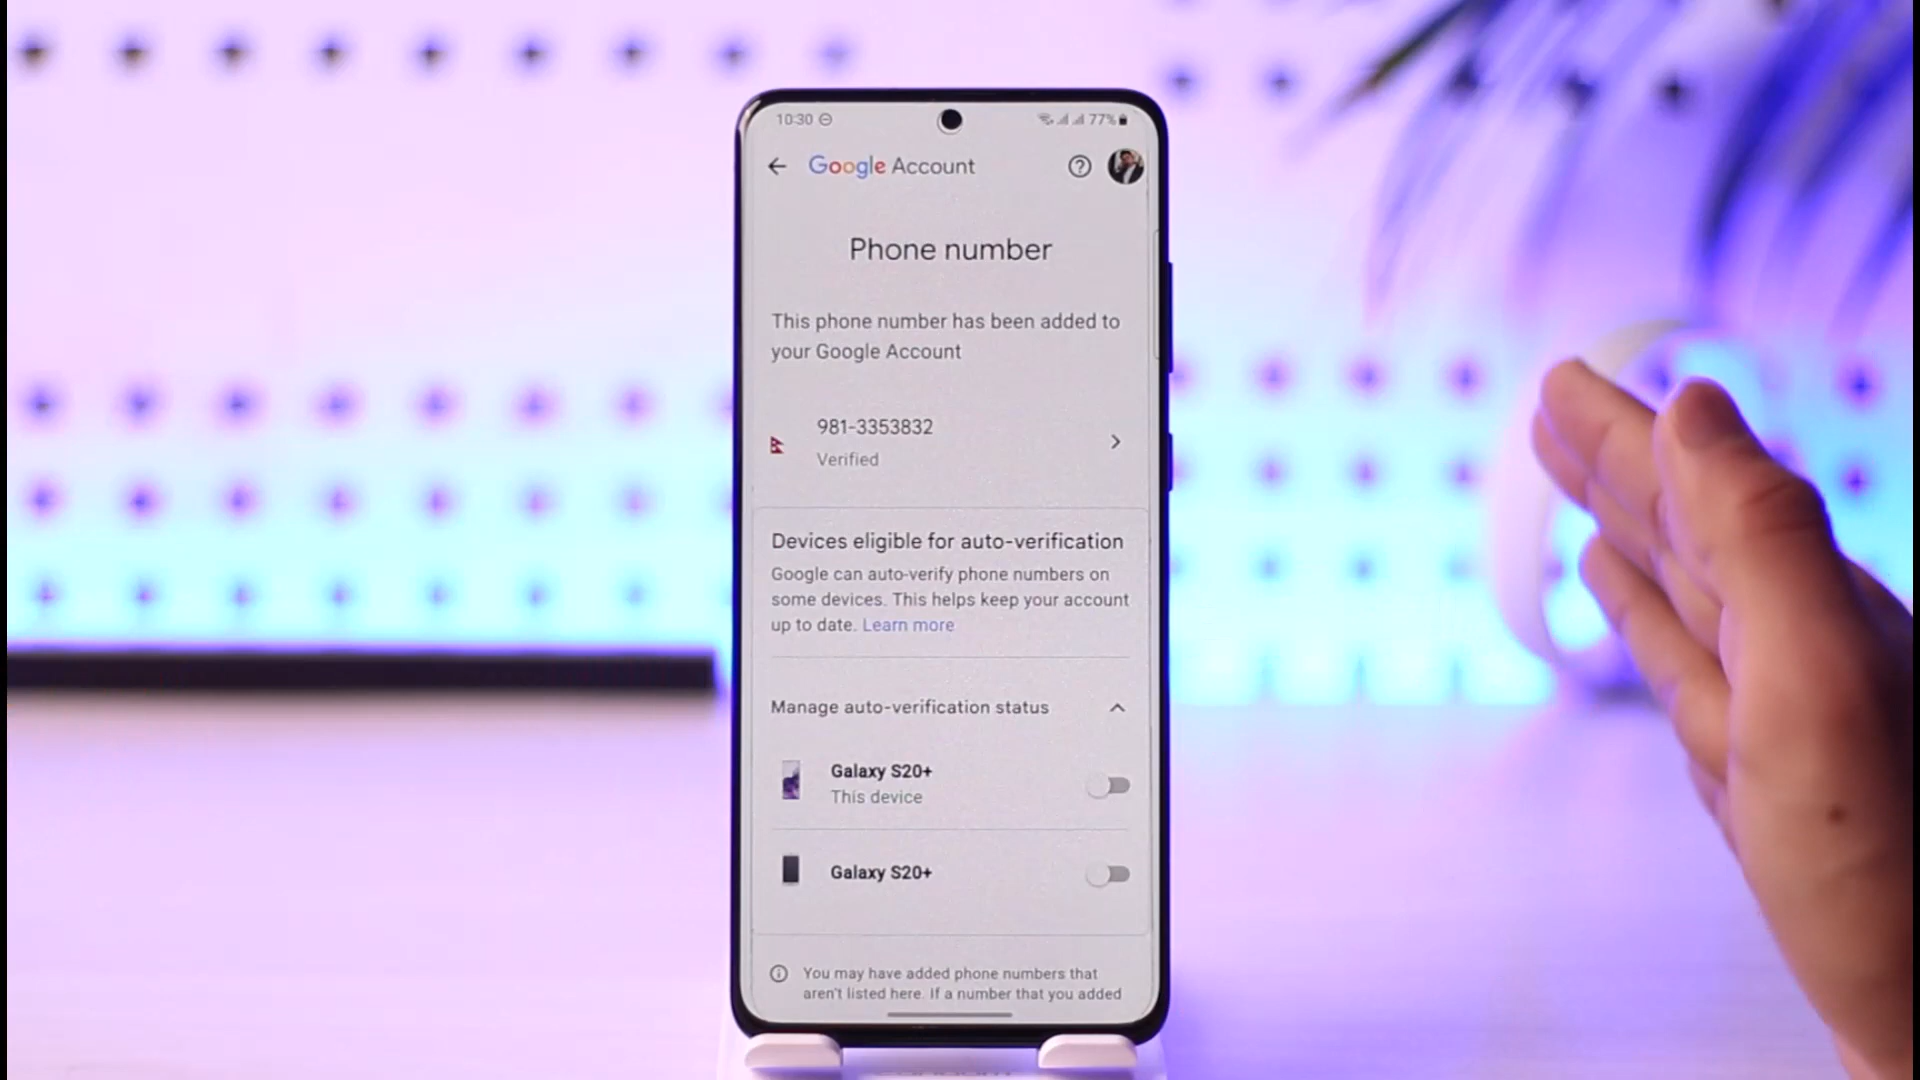 10:30 77%
Google Account
Phone number
This phone number has been added to
your Google Account
981-3353832
Verified
Devices eligible for auto-verification
Google can auto-verify phone numbers on
some devices. This helps keep your account
up to date. Learn more
Manage auto-verification status
Galaxy S20+
This device
Galaxy S20+
You may have added phone numbers that
aren't listed here. If a number that you added